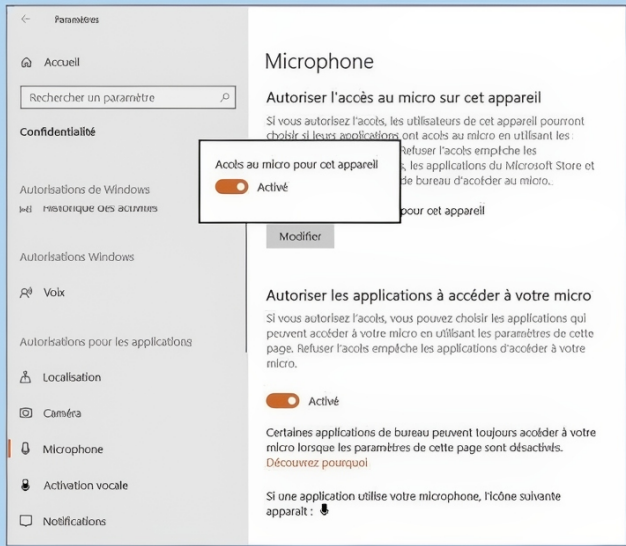 Paramètres
Accueil
Rechercher un paramètre
Confidentialité
Autorisations de Windows
Historique des activités
Autorisations Windows
Voix
Autorisations pour les applications
Localisation
Caméra
Microphone
Activation vocale
Notifications
Microphone
Autoriser l'accès au micro sur cet appareil
Si vous autorisez l'accès, les utilisateurs de cet appareil pourront
choisir si leurs applications ont accès au micro en utilisant les
Refuser l'accès empêche les
, les applications du Microsoft Store et
de bureau d'accéder au micro.
Accès au micro pour cet appareil
Activé
pour cet appareil
Modifier
Autoriser les applications à accéder à votre micro
Si vous autorisez l'accès, vous pouvez choisir les applications qui
peuvent accéder à votre micro en utilisant les paramètres de cette
page. Refuser l'accès empêche les applications d'accéder à votre
micro.
Activé
Certaines applications de bureau peuvent toujours accéder à votre
micro lorsque les paramètres de cette page sont désactivés.
Découvrez pourquoi
Si une application utilise votre microphone, l'icône suivante
apparaît :